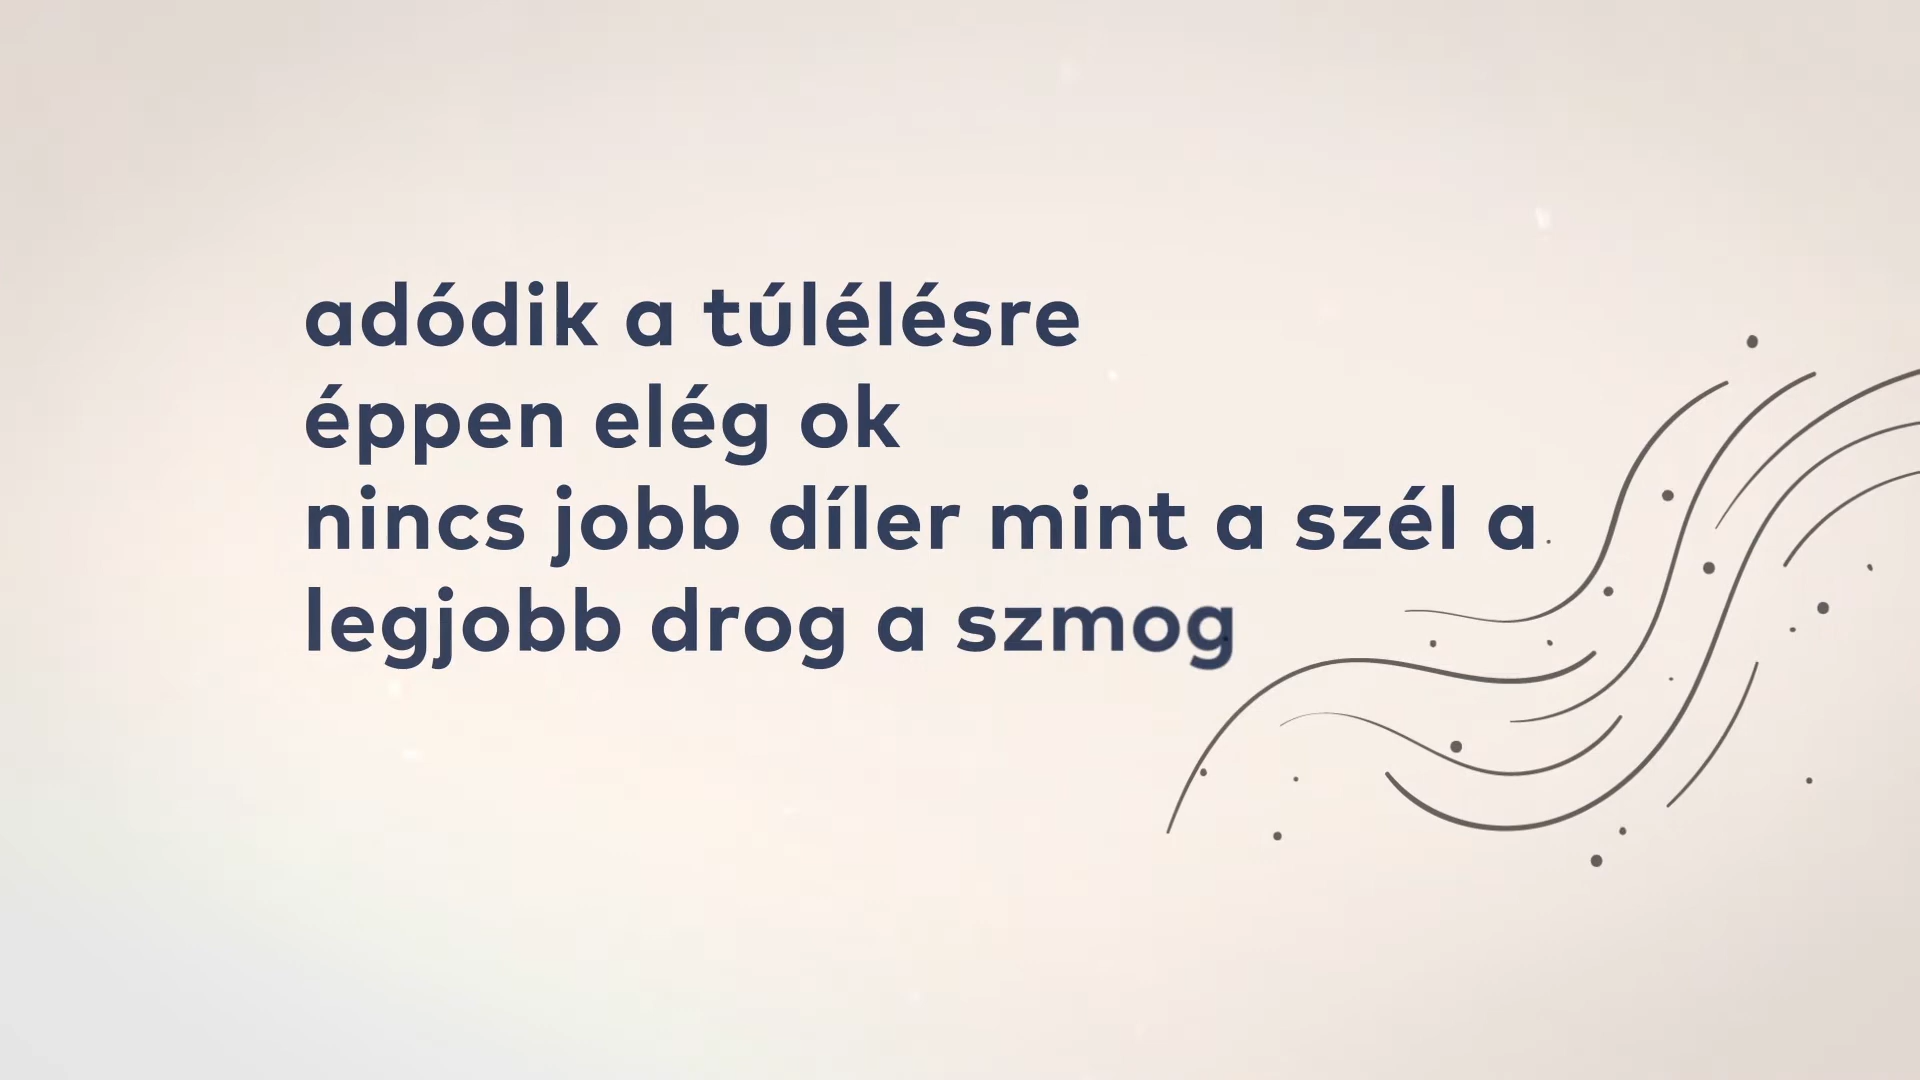 adódik a túlélésre
éppen elég ok
nincs jobb díler mint a szél a
legjobb drog a szmog